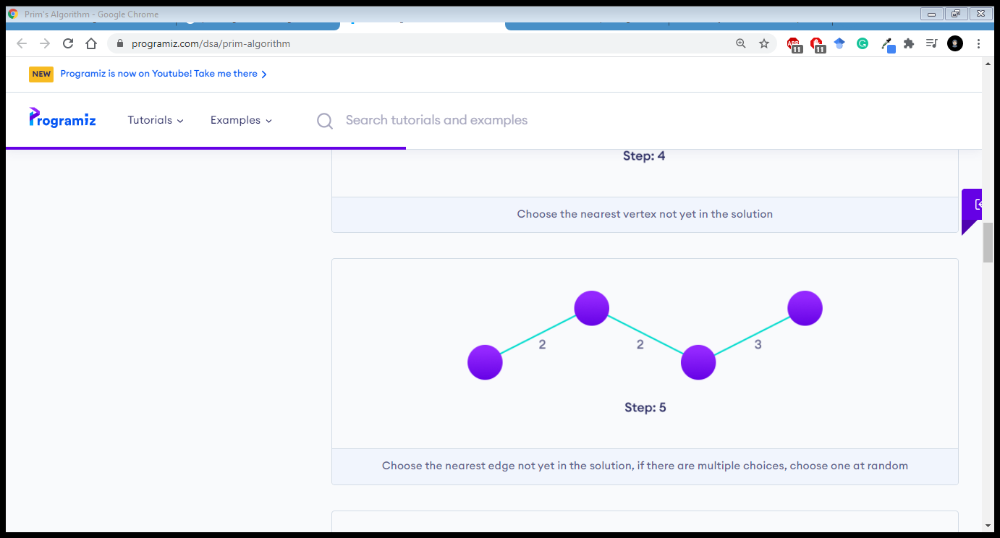 Prim's Algorithm - Google Chrome
programiz.com/dsa/prim-algorithm
11
11
NEW Programiz is now on Youtube! Take me there
Programiz
Tutorials
Examples
Search tutorials and examples
Step: 4
Choose the nearest vertex not yet in the solution
2
2
3
Step: 5
Choose the nearest edge not yet in the solution, if there are multiple choices, choose one at random